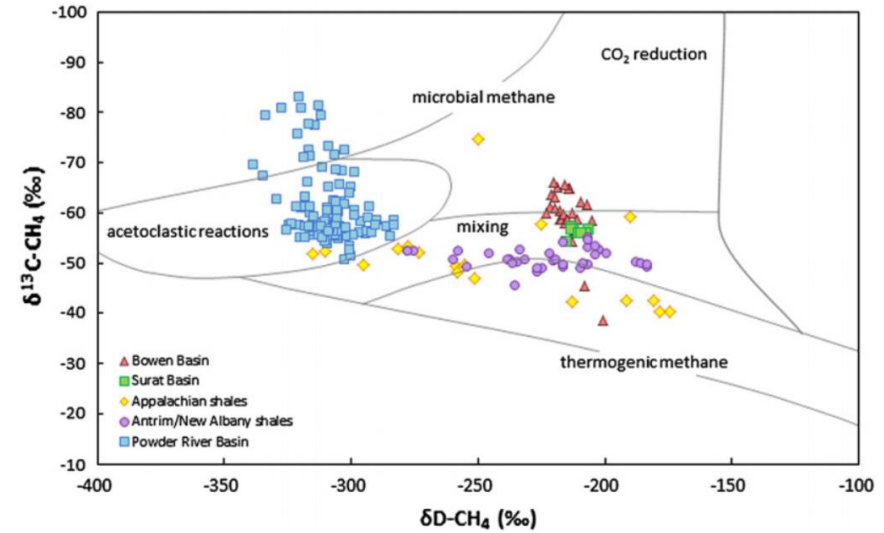 -100
-90
-80
-70
-60
-50
-40
-30
-20
-10
δ¹³C-CH₄ (‰)
CO₂ reduction
microbial methane
acetoclastic reactions
mixing
thermogenic methane
Bowen Basin
Surat Basin
Appalachian shales
Antrim/New Albany shales
Powder River Basin
-400 -350 -300 -250 -200 -150 -100
δD-CH₄ (‰)